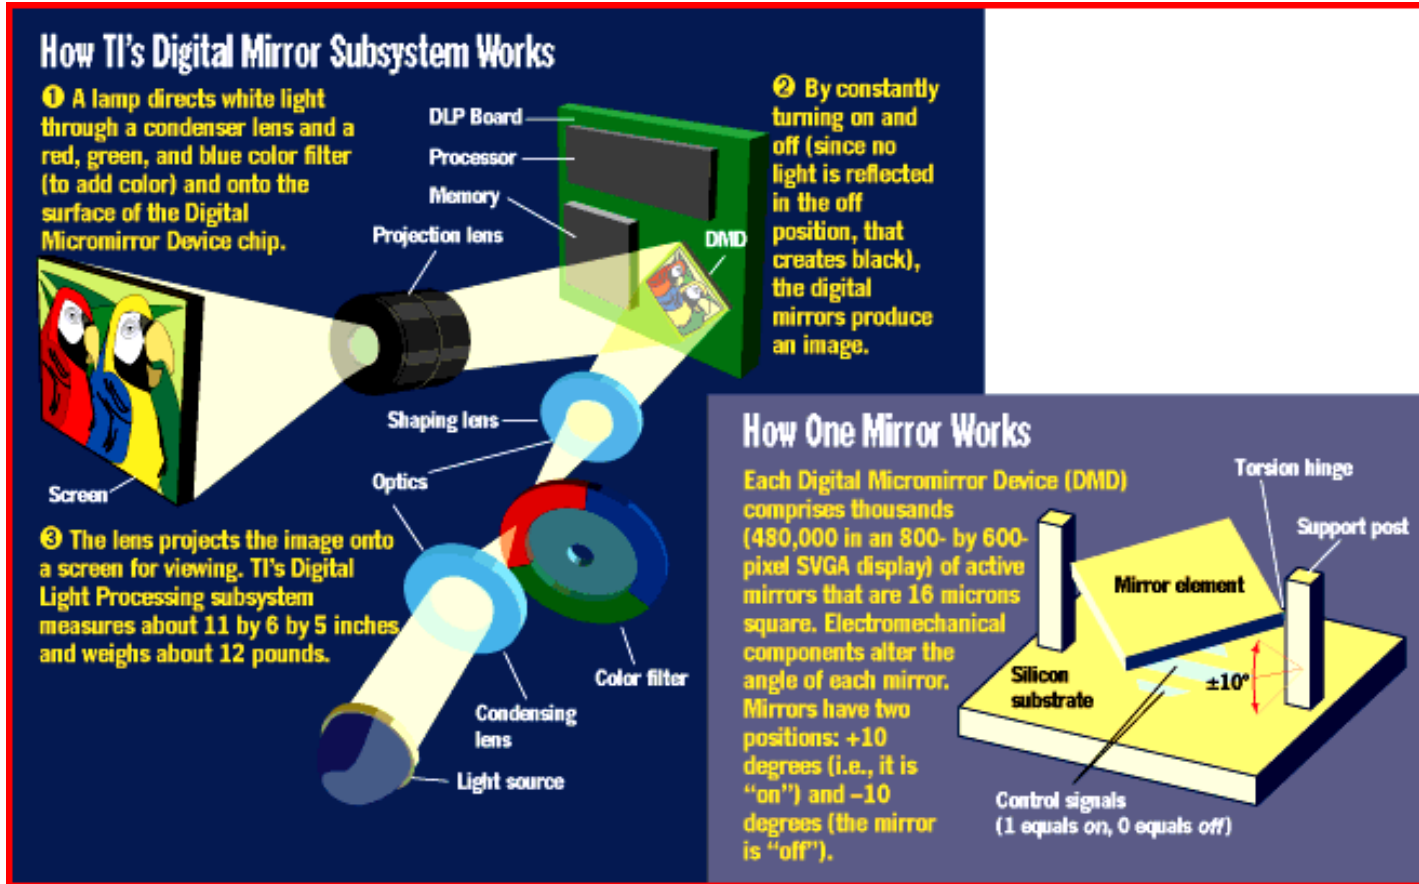 How TI's Digital Mirror Subsystem Works
❶ A lamp directs white light
through a condenser lens and a
red, green, and blue color filter
(to add color) and onto the
surface of the Digital
Micromirror Device chip.
DLP Board
Processor
Memory
Projection lens
DMD
❷ By constantly
turning on and
off (since no
light is reflected
in the off
position, that
creates black),
the digital
mirrors produce
an image.
Shaping lens
Optics
Screen
❸ The lens projects the image onto
a screen for viewing. TI's Digital
Light Processing subsystem
measures about 11 by 6 by 5 inches
and weighs about 12 pounds.
Color filter
Condensing
lens
Light source
How One Mirror Works
Each Digital Micromirror Device (DMD)
comprises thousands
(480,000 in an 800- by 600-
pixel SVGA display) of active
mirrors that are 16 microns
square. Electromechanical
components alter the
angle of each mirror.
Mirrors have two
positions: +10
degrees (i.e., it is
“on”) and –10
degrees (the mirror
is “off”).
Torsion hinge
Support post
Mirror element
Silicon
substrate
±10°
Control signals
(1 equals on, 0 equals off)